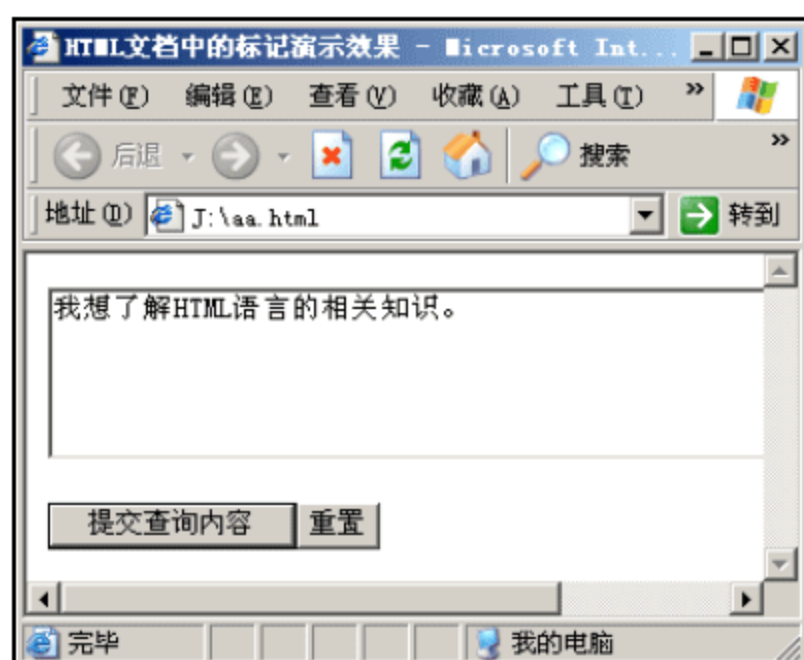 HTML文档中的标记演示效果 - Microsoft Int...
文件(F) 编辑(E) 查看(V) 收藏(A) 工具(T) »
后退 搜索 »
地址(D) J:\aa.html 转到
我想了解HTML语言的相关知识。
提交查询内容 重置
完毕 我的电脑